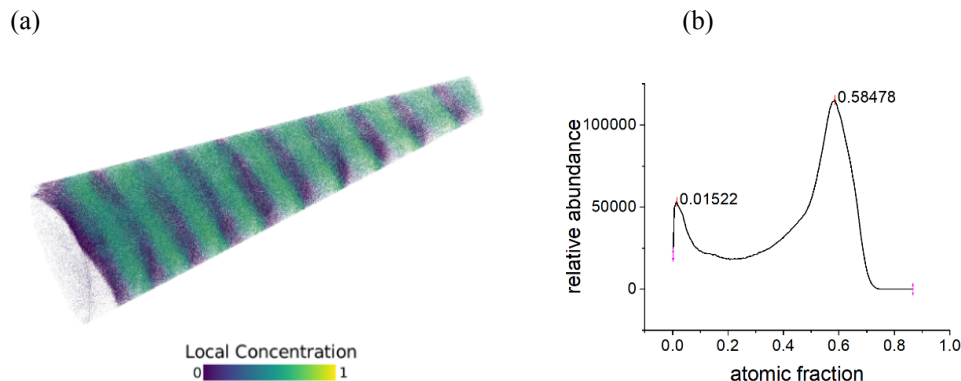 (a)
(b)
Local Concentration
0 1
relative abundance
100000
50000
0
0.01522
0.58478
0.0 0.2 0.4 0.6 0.8 1.0
atomic fraction